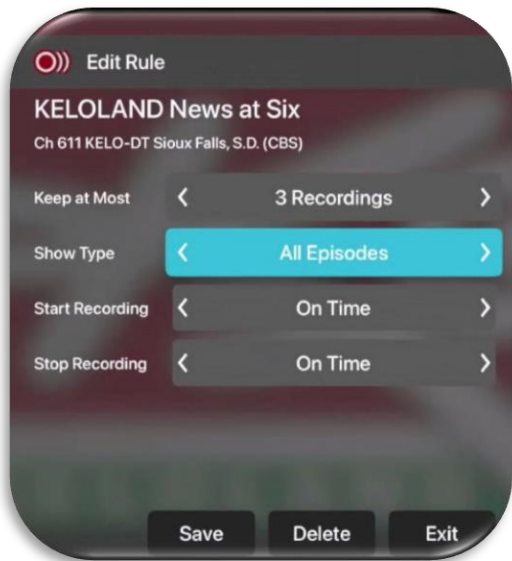 Edit Rule
KELOLAND News at Six
Ch 611 KELO-DT Sioux Falls, S.D. (CBS)
Keep at Most 3 Recordings
Show Type All Episodes
Start Recording On Time
Stop Recording On Time
Save Delete Exit